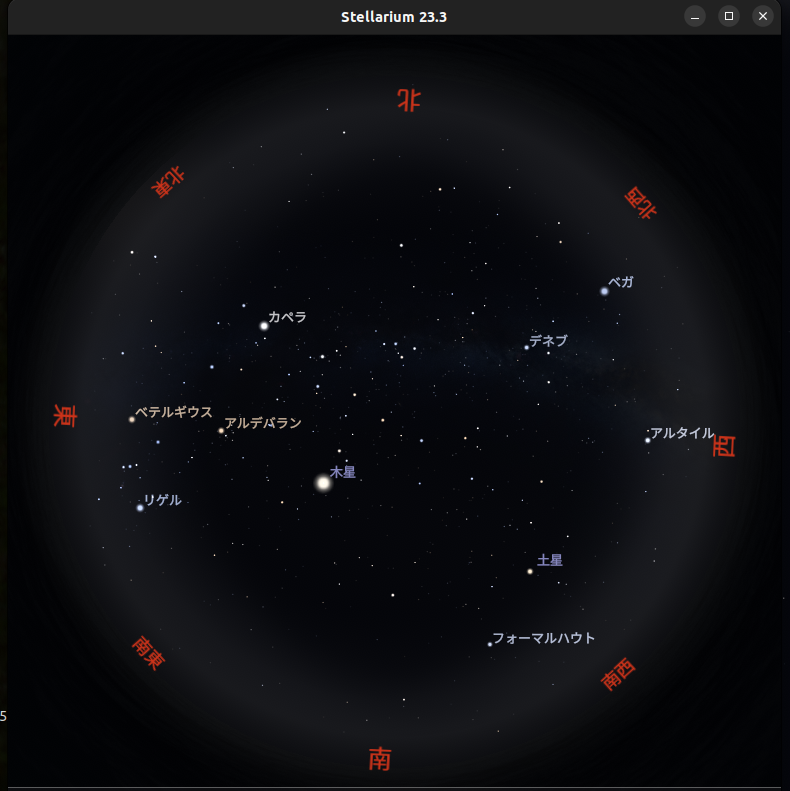 Stellarium 23.3
北
北東
北西
ベガ
カペラ
デネブ
ベテルギウス
アルデバラン
東
アルタイル
西
木星
リゲル
土星
フォーマルハウト
南東
南西
5
南